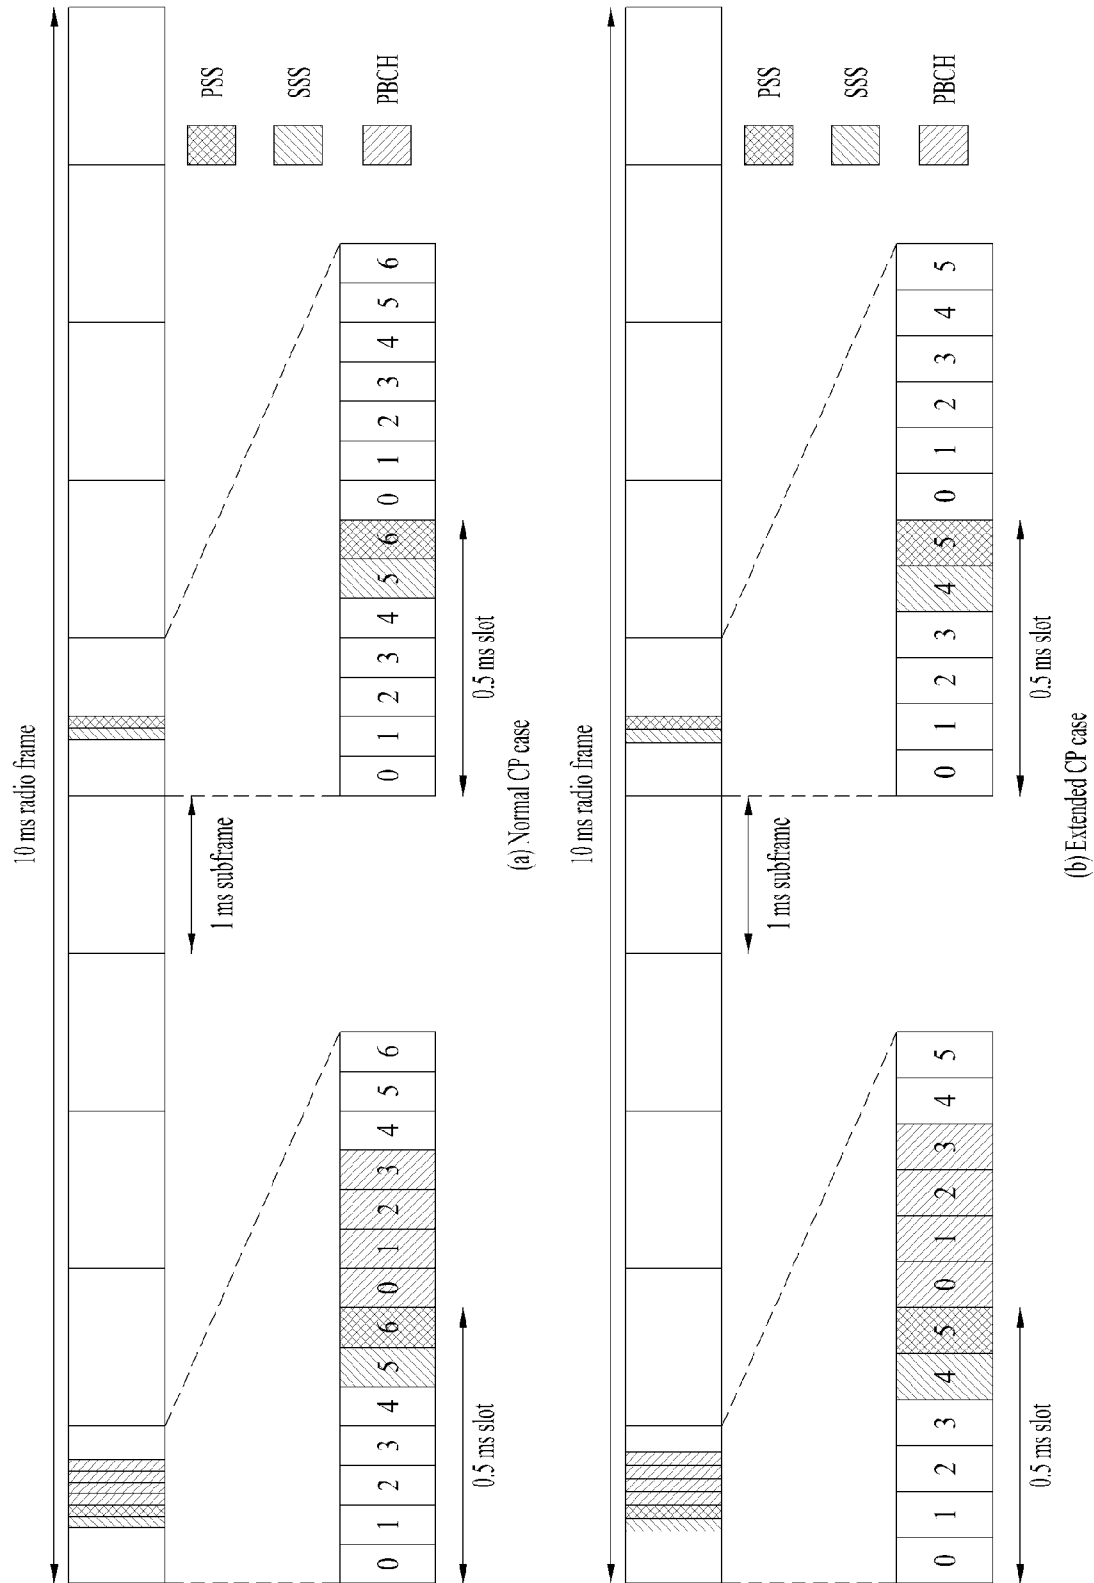 10 ms radio frame
1 ms subframe
PSS
SSS
PBCH
0 1 2 3 4 5 6 0 1 2 3 4 5 6
0 1 2 3 4 5 6 0 1 2 3 4 5 6
0.5 ms slot
0.5 ms slot
(a) Normal CP case
10 ms radio frame
1 ms subframe
PSS
SSS
PBCH
0 1 2 3 4 5 0 1 2 3 4 5
0 1 2 3 4 5 0 1 2 3 4 5
0.5 ms slot
0.5 ms slot
(b) Extended CP case